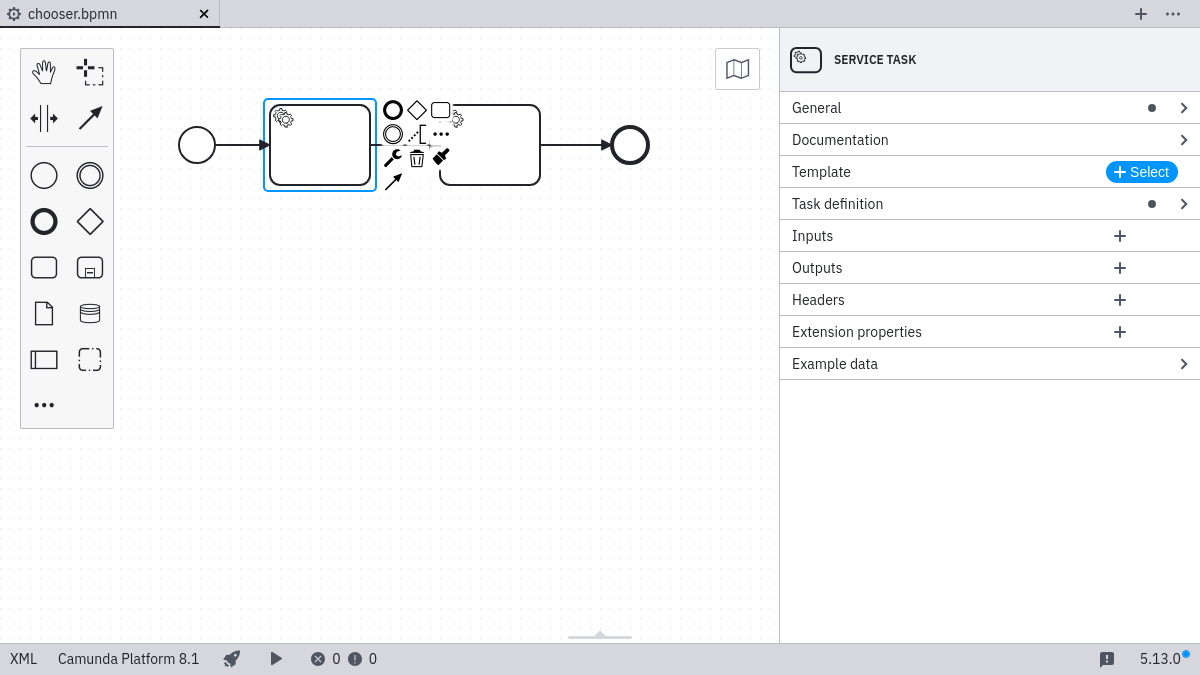 chooser.bpmn
SERVICE TASK
General
Documentation
Template
Select
Task definition
Inputs
Outputs
Headers
Extension properties
Example data
XML
Camunda Platform 8.1
0
0
5.13.0